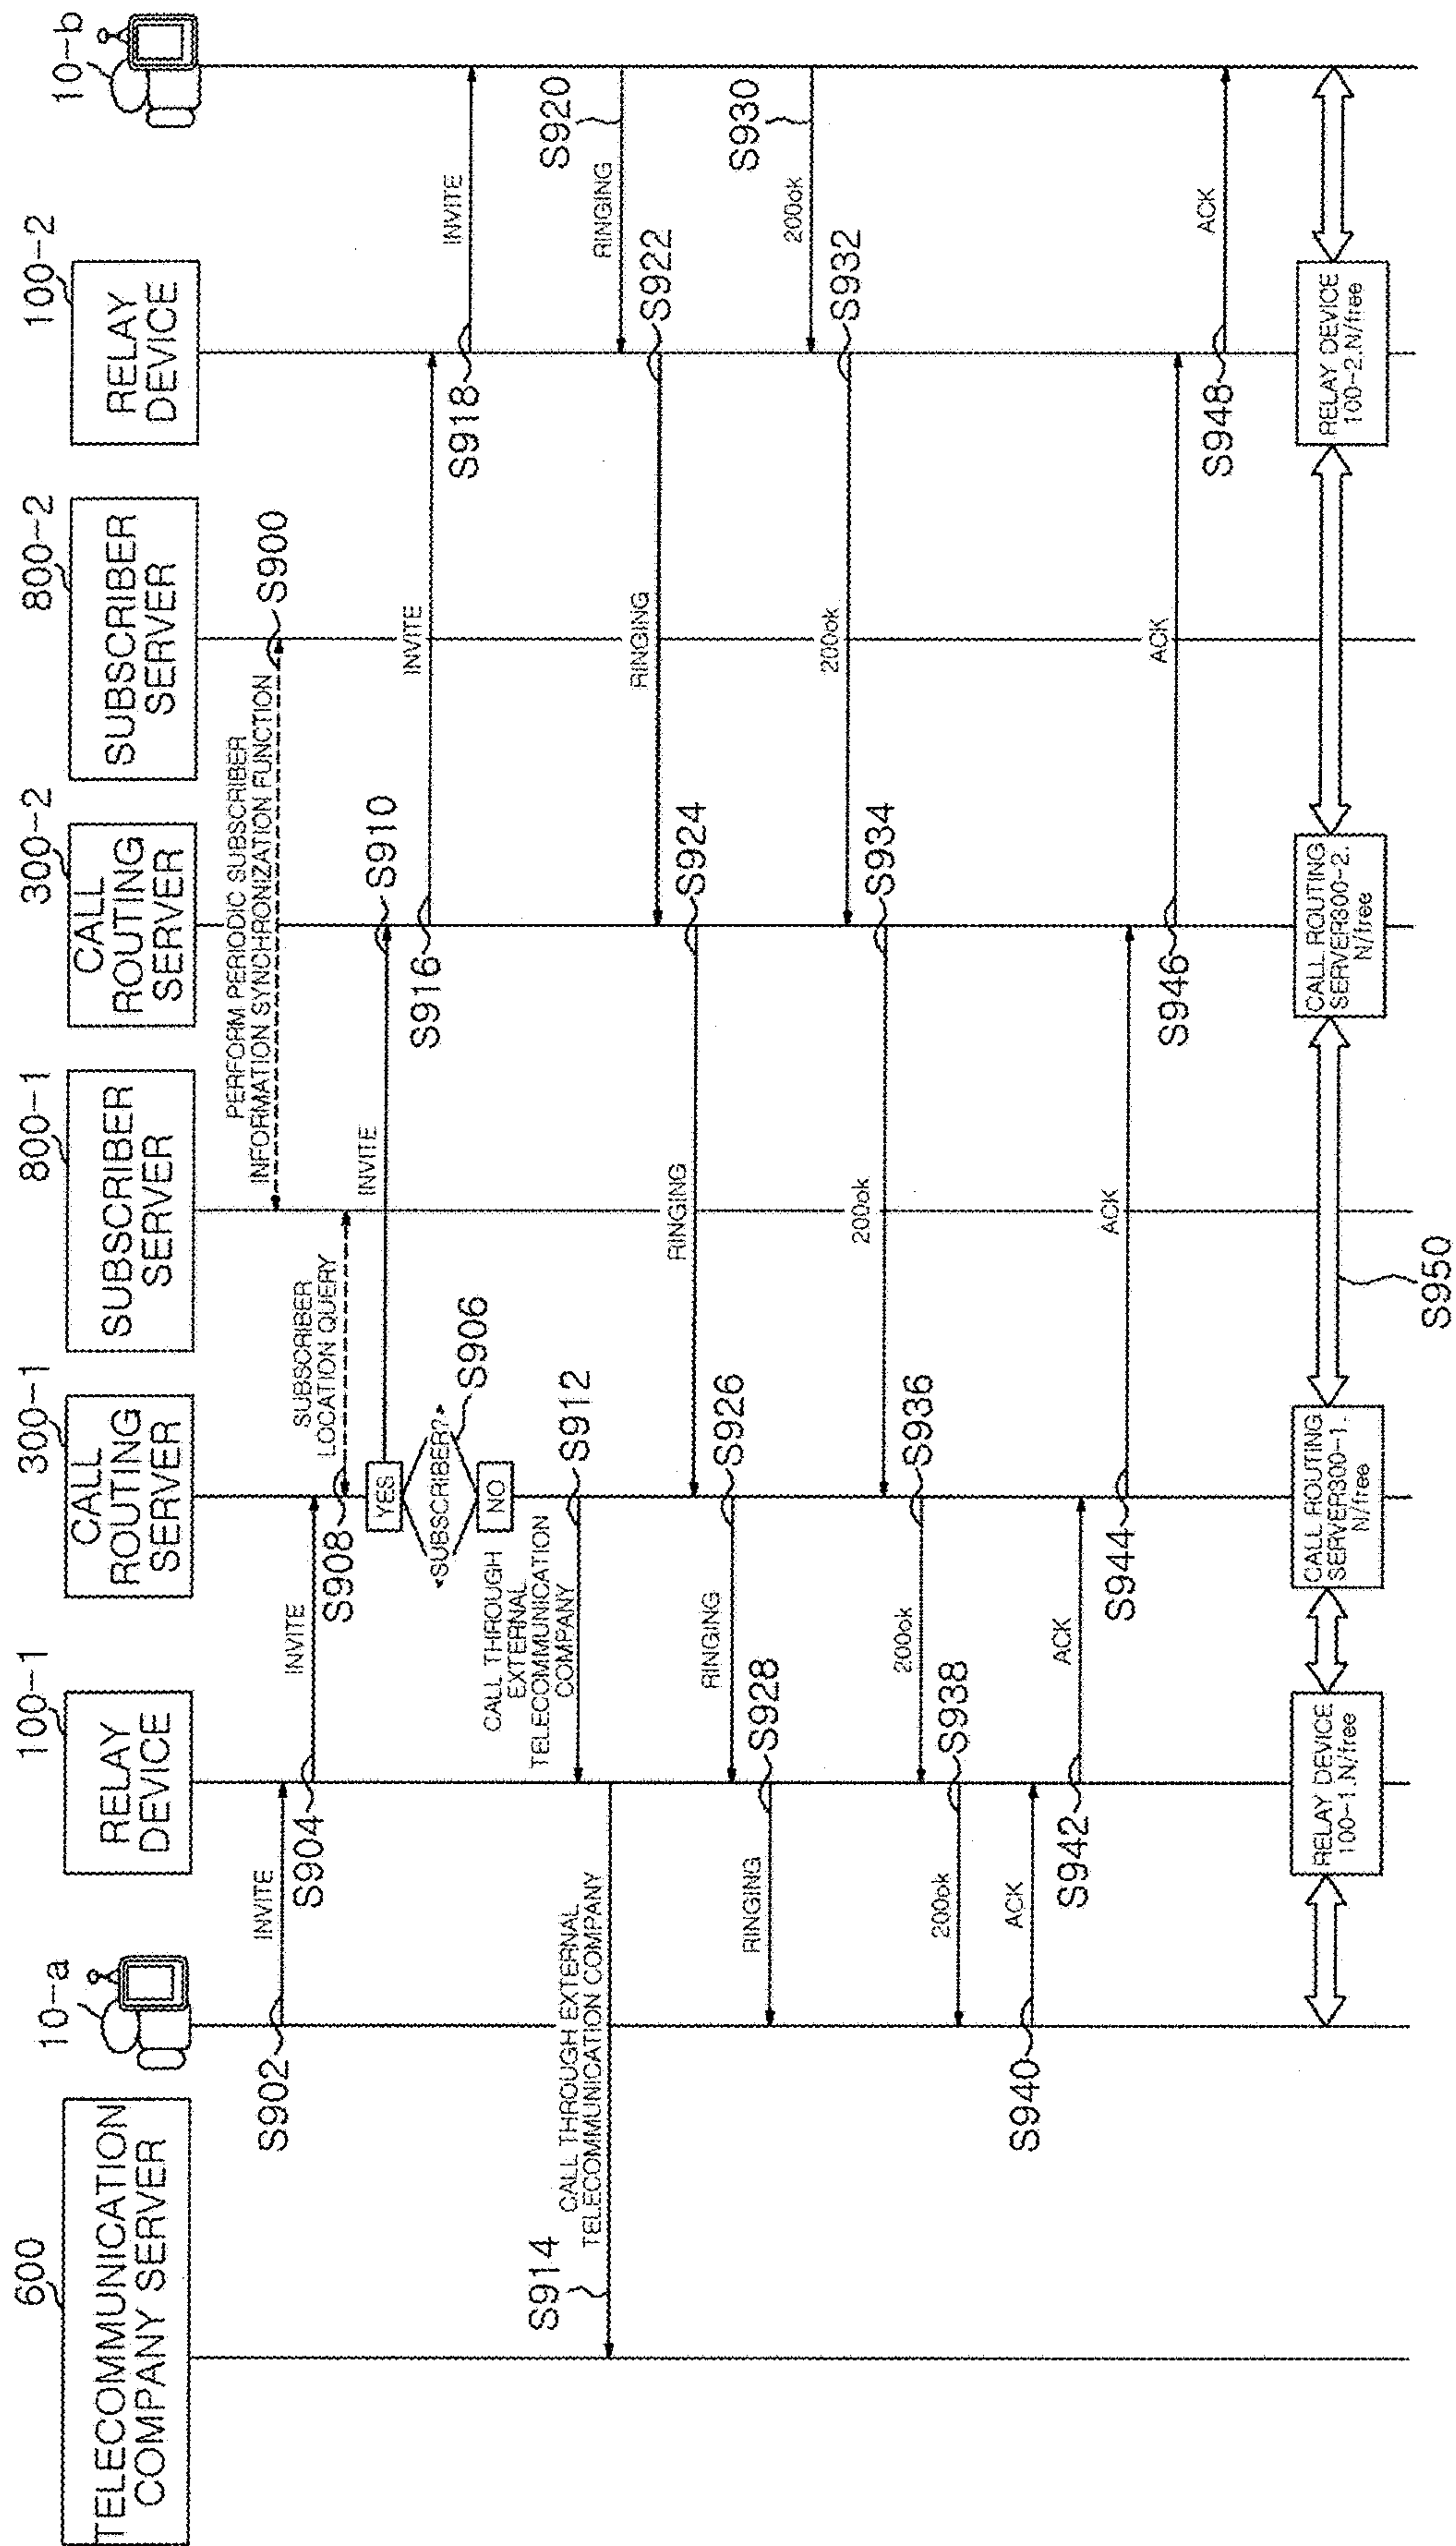 600
TELECOMMUNICATION
COMPANY SERVER
10-a
100-1
RELAY
DEVICE
300-1
CALL
ROUTING
SERVER
800-1
SUBSCRIBER
SERVER
300-2
CALL
ROUTING
SERVER
800-2
SUBSCRIBER
SERVER
100-2
RELAY
DEVICE
10-b
PERFORM PERIODIC SUBSCRIBER
INFORMATION SYNCHRONIZATION FUNCTION
S900
S902
INVITE
S904
INVITE
S908
SUBSCRIBER
LOCATION QUERY
YES
INVITE
S910
SUBSCRIBER?
S906
NO
S916
INVITE
S918
INVITE
CALL THROUGH
EXTERNAL
TELECOMMUNICATION
COMPANY
S912
S914
CALL THROUGH EXTERNAL
TELECOMMUNICATION COMPANY
RINGING
S920
RINGING
S922
RINGING
S924
RINGING
S926
RINGING
S928
200ok
S930
200ok
S932
200ok
S934
200ok
S936
200ok
S938
S940
ACK
S942
ACK
S944
ACK
S946
ACK
S948
ACK
RELAY DEVICE
100-1.N/free
CALL ROUTING
SERVER300-1.
N/free
CALL ROUTING
SERVER300-2.
N/free
RELAY DEVICE
100-2.N/free
S950